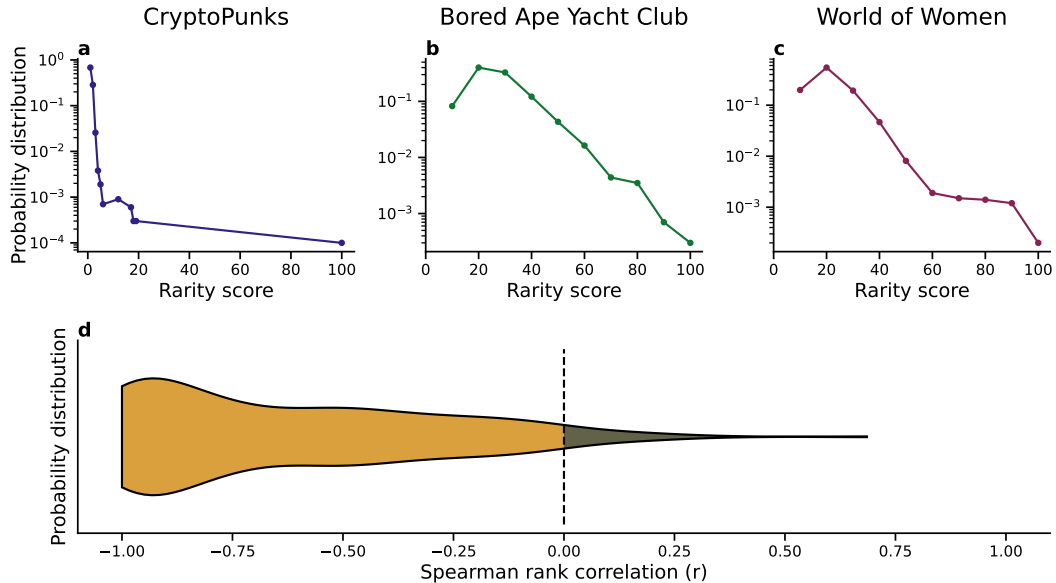 CryptoPunks
Bored Ape Yacht Club
World of Women
a
b
c
Probability distribution
10⁰
10⁻¹
10⁻²
10⁻³
10⁻⁴
0 20 40 60 80 100
Rarity score
10⁻¹
10⁻²
10⁻³
0 20 40 60 80 100
Rarity score
10⁻¹
10⁻²
10⁻³
0 20 40 60 80 100
Rarity score
d
Probability distribution
−1.00 −0.75 −0.50 −0.25 0.00 0.25 0.50 0.75 1.00
Spearman rank correlation (r)